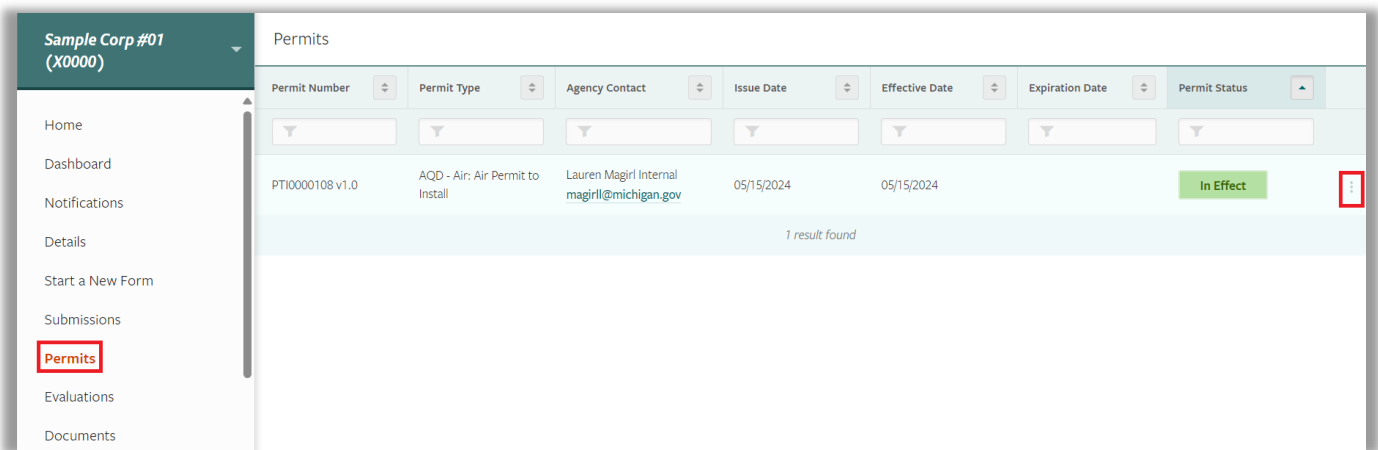 Sample Corp #01
(X0000)
Permits
Permit Number
Permit Type
Agency Contact
Issue Date
Effective Date
Expiration Date
Permit Status
Home
Dashboard
Notifications
Details
Start a New Form
Submissions
Permits
Evaluations
Documents
PTI0000108 v1.0
AQD - Air: Air Permit to
Install
Lauren Magirl Internal
magirll@michigan.gov
05/15/2024
05/15/2024
In Effect
1 result found